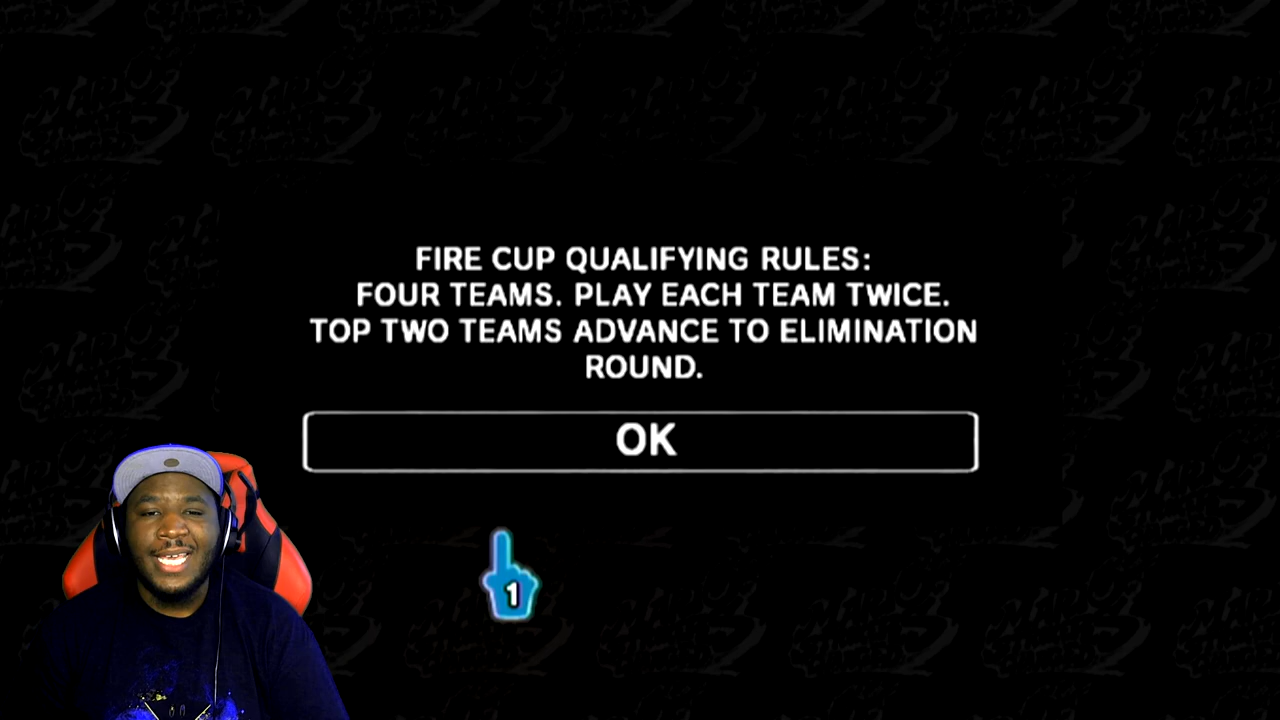 FIRE CUP QUALIFYING RULES:
FOUR TEAMS. PLAY EACH TEAM TWICE.
TOP TWO TEAMS ADVANCE TO ELIMINATION
ROUND.
OK
1